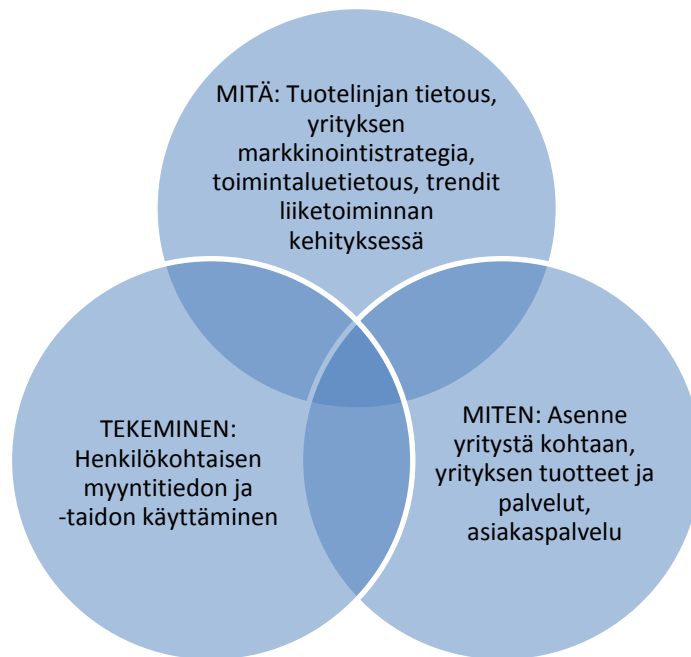 MITÄ: Tuotelinjan tietous,
yrityksen
markkinointistrategia,
toimintaluetietous, trendit
liiketoiminnan
kehityksessä
TEKEMINEN:
Henkilökohtaisen
myyntitiedon ja
-taidon käyttäminen
MITEN: Asenne
yritystä kohtaan,
yrityksen tuotteet ja
palvelut,
asiakaspalvelu